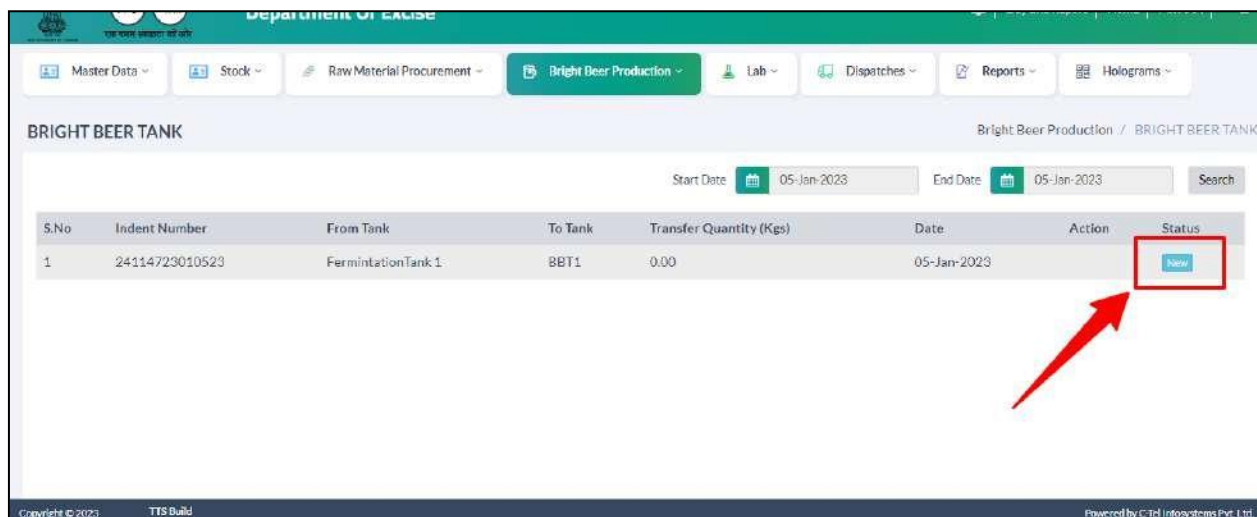 Department Of Excise
Master Data
Stock
Raw Material Procurement
Bright Beer Production
Lab
Dispatches
Reports
Holograms
BRIGHT BEER TANK
Bright Beer Production / BRIGHT BEER TANK
Start Date 05-Jan-2023 End Date 05-Jan-2023 Search
S.No Indent Number From Tank To Tank Transfer Quantity (Kgs) Date Action Status
1 24114723010523 FermintationTank 1 BBT1 0.00 05-Jan-2023 New
Copyright © 2023 TTS Build Powered by C-Tel Infosystems Pvt. Ltd